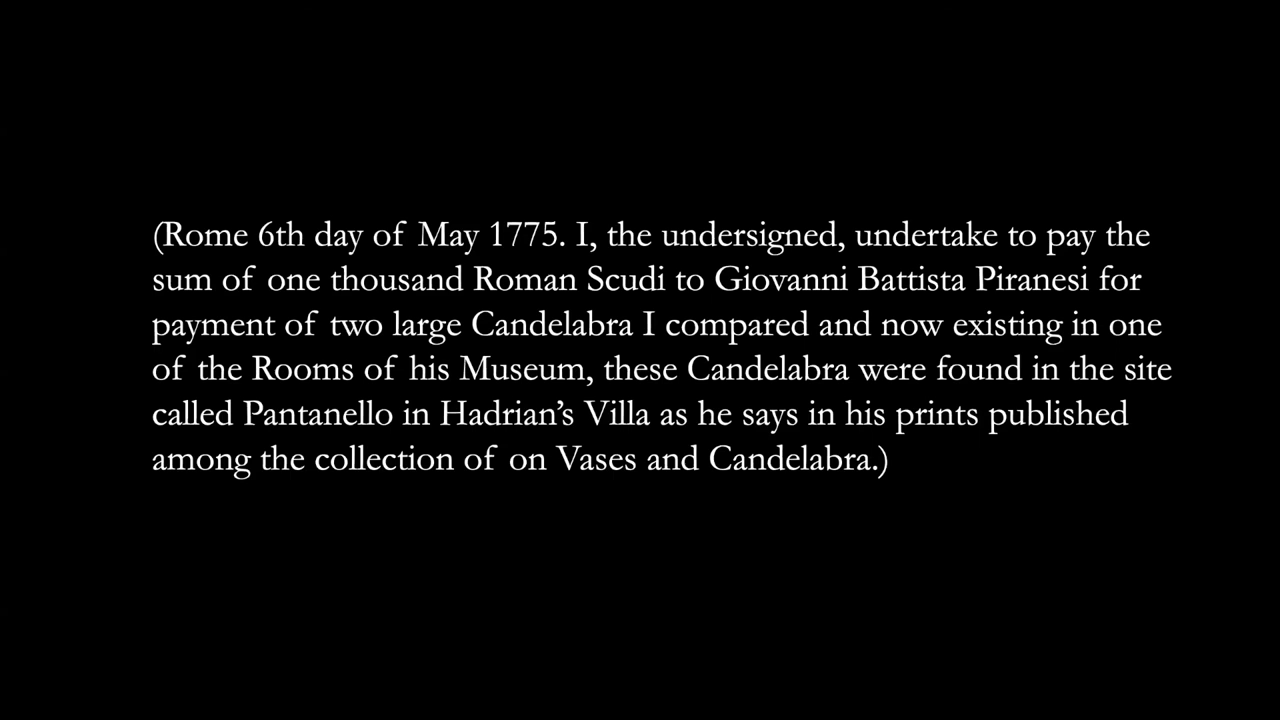 (Rome 6th day of May 1775. I, the undersigned, undertake to pay the
sum of one thousand Roman Scudi to Giovanni Battista Piranesi for
payment of two large Candelabra I compared and now existing in one
of the Rooms of his Museum, these Candelabra were found in the site
called Pantanello in Hadrian’s Villa as he says in his prints published
among the collection of on Vases and Candelabra.)